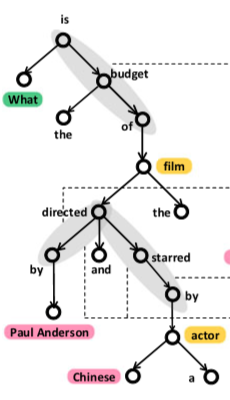 is
budget
What
the
of
film
directed
the
by
and
starred
by
Paul Anderson
actor
Chinese
a